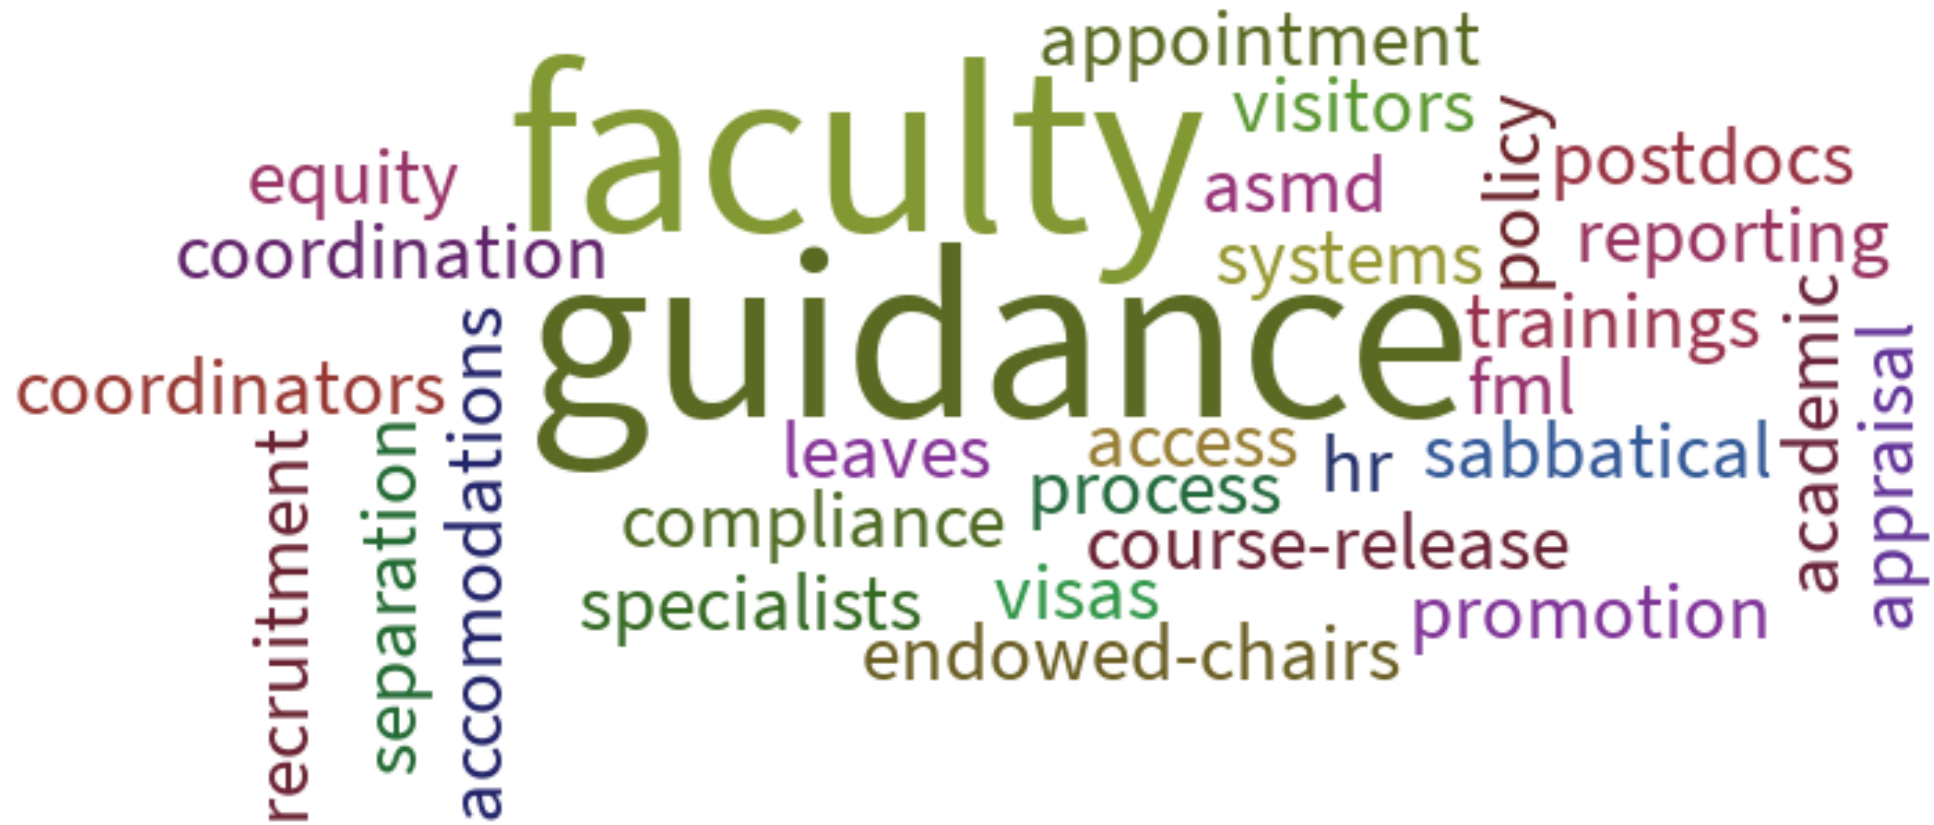 appointment
faculty
visitors
policy
postdocs
equity
asmd
reporting
coordination
systems
guidance
trainings
academic
appraisal
coordinators
accomodations
fml
recruitment
separation
leaves
access
hr
sabbatical
process
compliance
course-release
specialists
visas
promotion
endowed-chairs